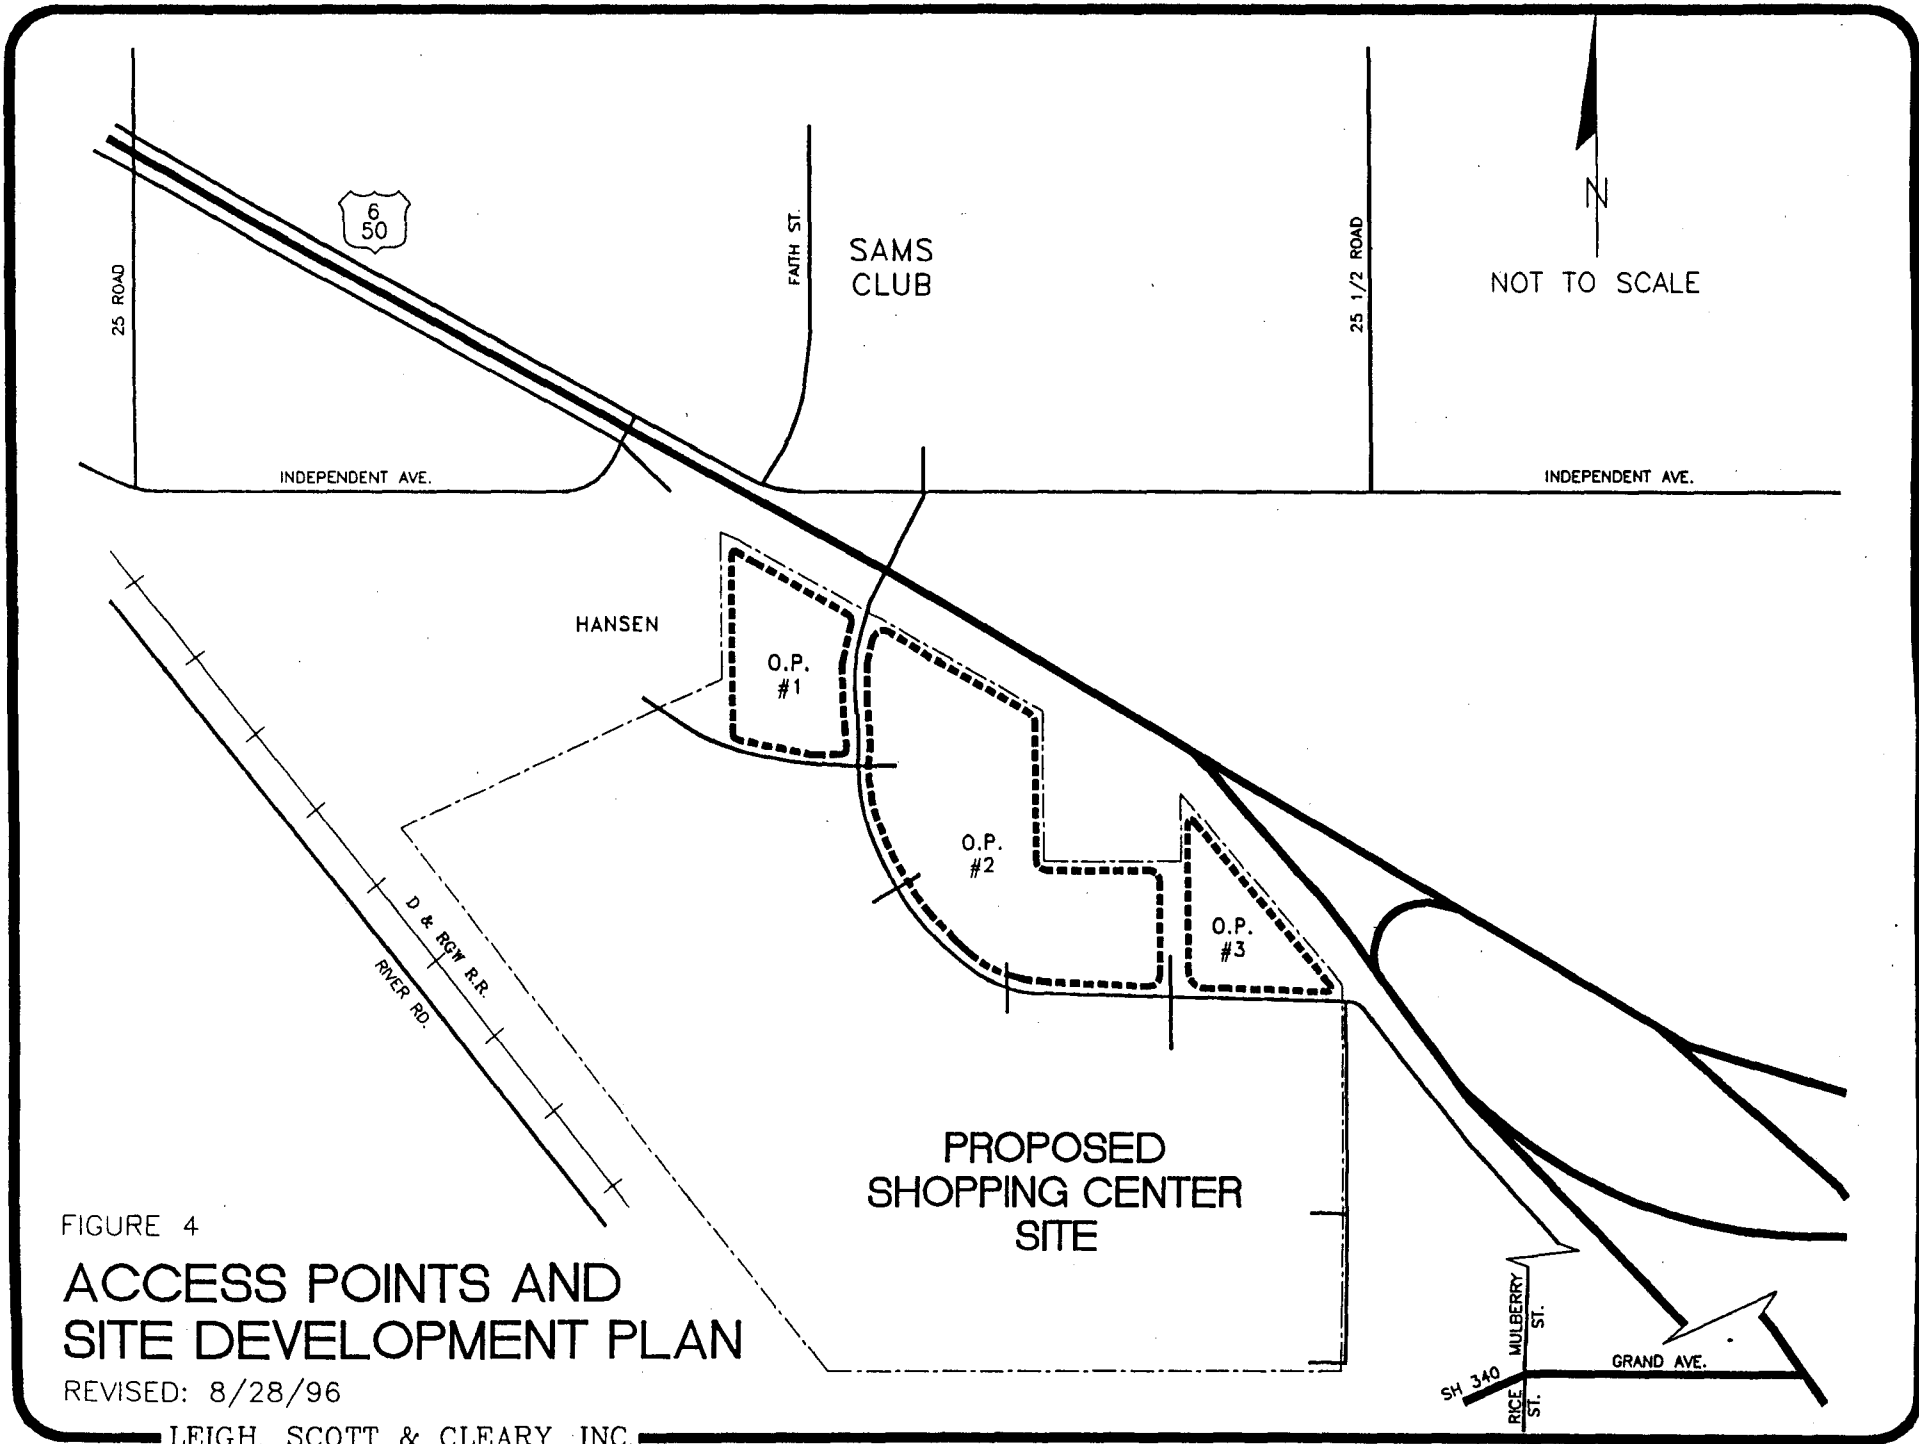 6
50
25 ROAD
FAITH ST.
SAMS
CLUB
25 1/2 ROAD
N
NOT TO SCALE
INDEPENDENT AVE.
INDEPENDENT AVE.
HANSEN
O.P.
#1
O.P.
#2
O.P.
#3
D & RGW R.R.
RIVER RD.
PROPOSED
SHOPPING CENTER
SITE
FIGURE 4
ACCESS POINTS AND
SITE DEVELOPMENT PLAN
REVISED: 8/28/96
LEIGH, SCOTT & CLEARY, INC.
MULBERRY
ST.
GRAND AVE.
SH 340
RICE
ST.